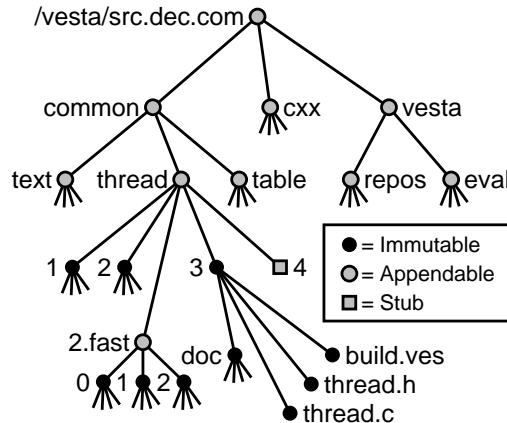 /vesta/src.dec.com
common
cxx
vesta
text
thread
table
repos
eval
1
2
3
4
= Immutable
= Appendable
= Stub
2.fast
doc
build.ves
0
1
2
thread.h
thread.c